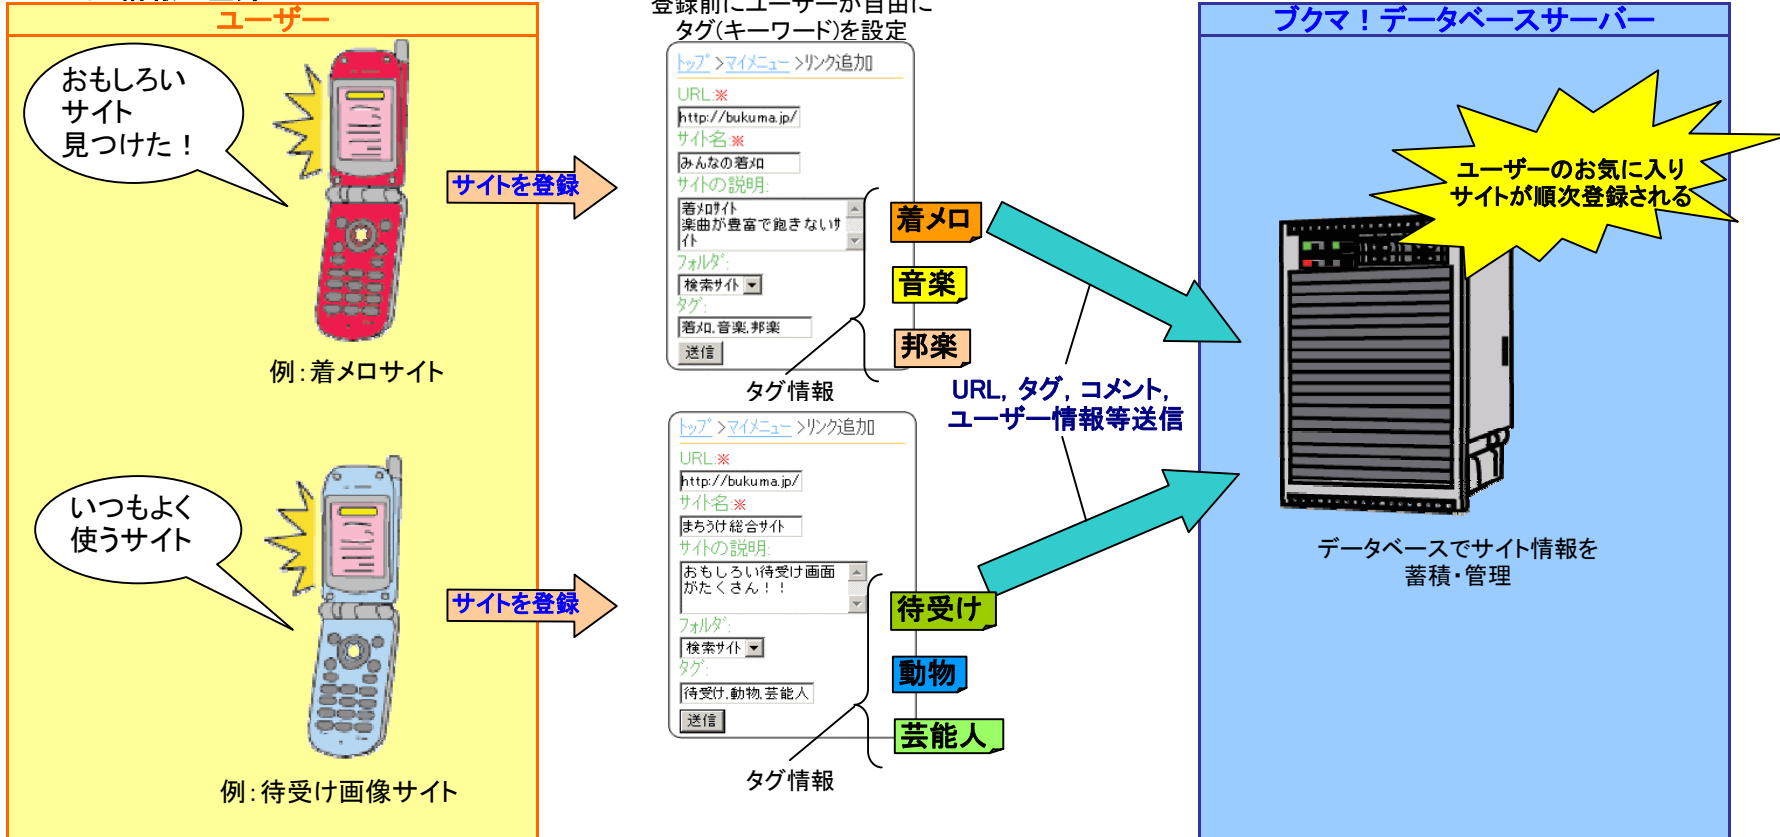 ユーザー
おもしろい
サイト
見つけた！
例：着メロサイト
いつもよく
使うサイト
例：待受け画像サイト
サイトを登録
サイトを登録
登録前にユーザーが自由に
タグ(キーワード)を設定
トップ >マイメニュー >リンク追加
URL:※
http://bukuma.jp/
サイト名:※
みんなの着メロ
サイトの説明:
着メロサイト
楽曲が豊富で飽きないサ
イト
フォルダ:
検索サイト
タグ:
着メロ,音楽,邦楽
送信
着メロ
音楽
邦楽
タグ情報
トップ >マイメニュー >リンク追加
URL:※
http://bukuma.jp/
サイト名:※
まちうけ総合サイト
サイトの説明:
おもしろい待受け画面
がたくさん！！
フォルダ:
検索サイト
タグ:
待受け,動物,芸能人
送信
待受け
動物
芸能人
タグ情報
URL, タグ, コメント,
ユーザー情報等送信
ブクマ！データベースサーバー
ユーザーのお気に入り
サイトが順次登録される
データベースでサイト情報を
蓄積・管理